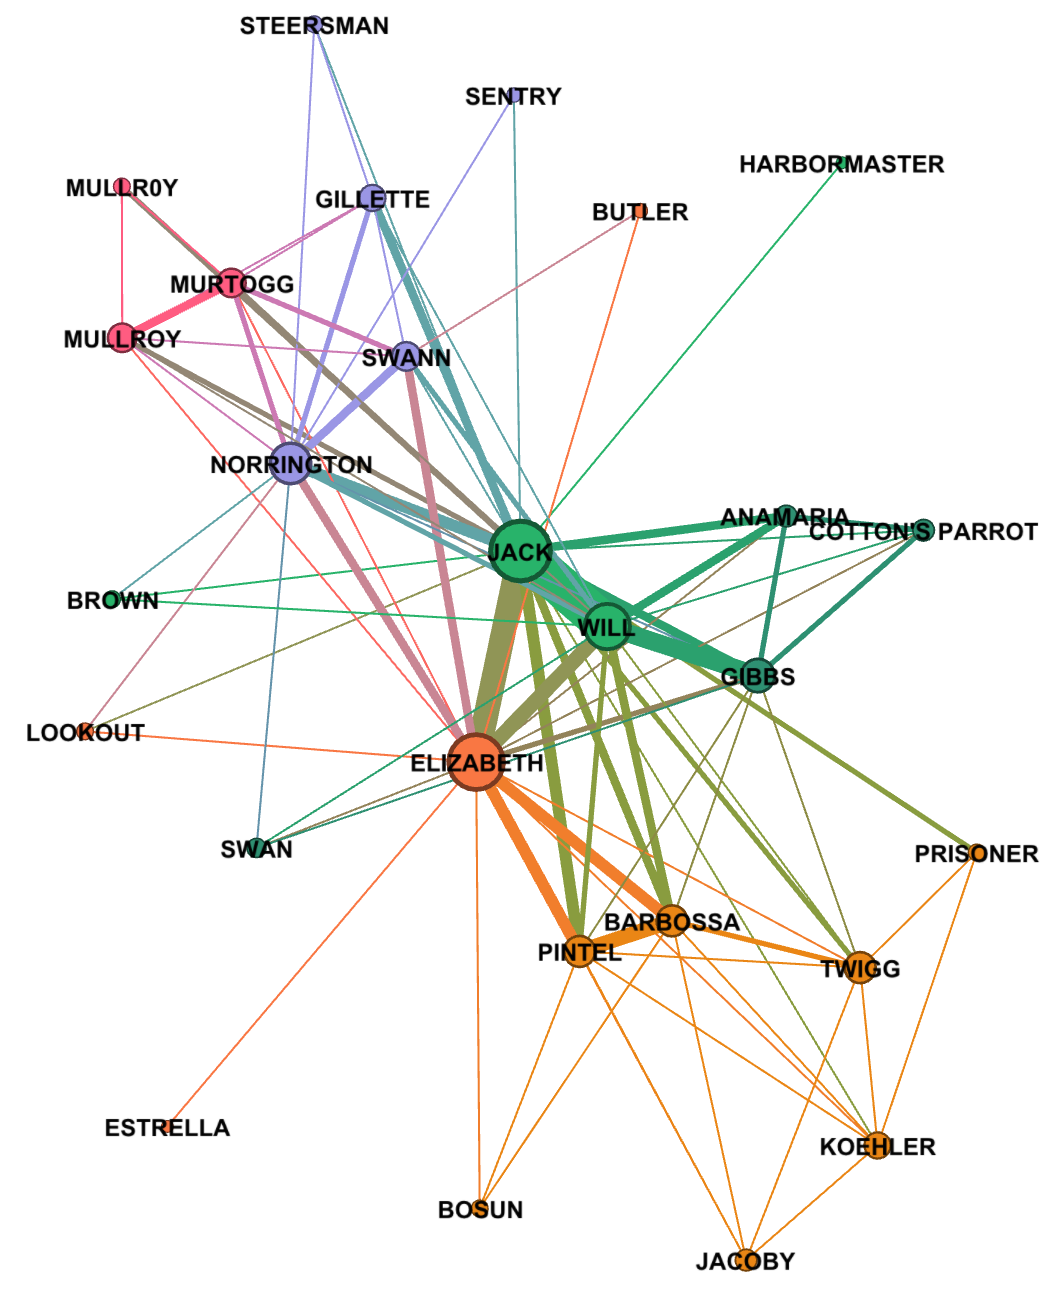 STEERSMAN
SENTRY
HARBORMASTER
MULLR0Y
GILLETTE
BUTLER
MURTOGG
MULLROY
SWANN
NORRINGTON
ANAMARIA
COTTON'S PARROT
JACK
BROWN
WILL
GIBBS
LOOKOUT
ELIZABETH
SWAN
PRISONER
BARBOSSA
PINTEL
TWIGG
ESTRELLA
KOEHLER
BOSUN
JACOBY